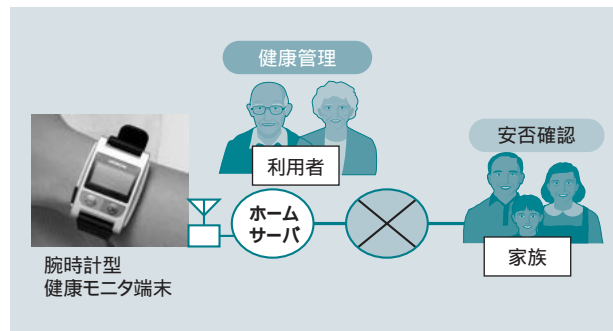 健康管理
利用者
安否確認
家族
ホーム
サーバ
腕時計型
健康モニタ端末